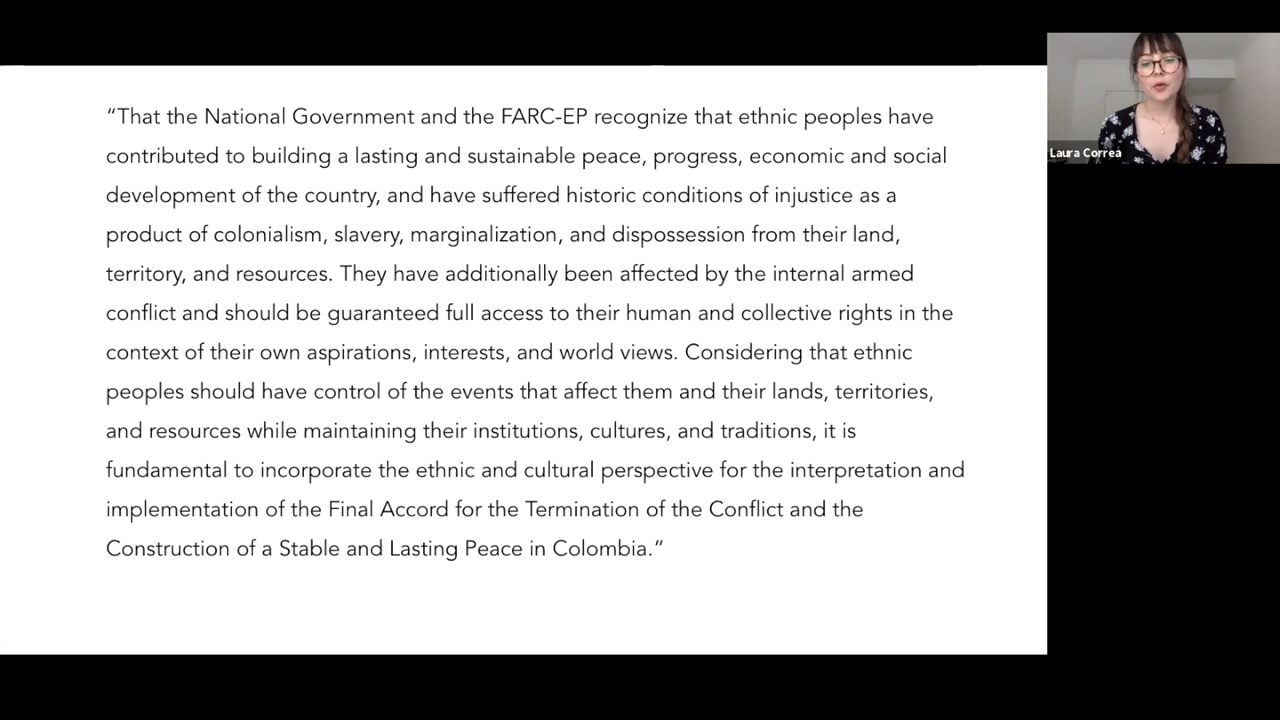 “That the National Government and the FARC-EP recognize that ethnic peoples have
contributed to building a lasting and sustainable peace, progress, economic and social
development of the country, and have suffered historic conditions of injustice as a
product of colonialism, slavery, marginalization, and dispossession from their land,
territory, and resources. They have additionally been affected by the internal armed
conflict and should be guaranteed full access to their human and collective rights in the
context of their own aspirations, interests, and world views. Considering that ethnic
peoples should have control of the events that affect them and their lands, territories,
and resources while maintaining their institutions, cultures, and traditions, it is
fundamental to incorporate the ethnic and cultural perspective for the interpretation and
implementation of the Final Accord for the Termination of the Conflict and the
Construction of a Stable and Lasting Peace in Colombia.”
Laura Correa